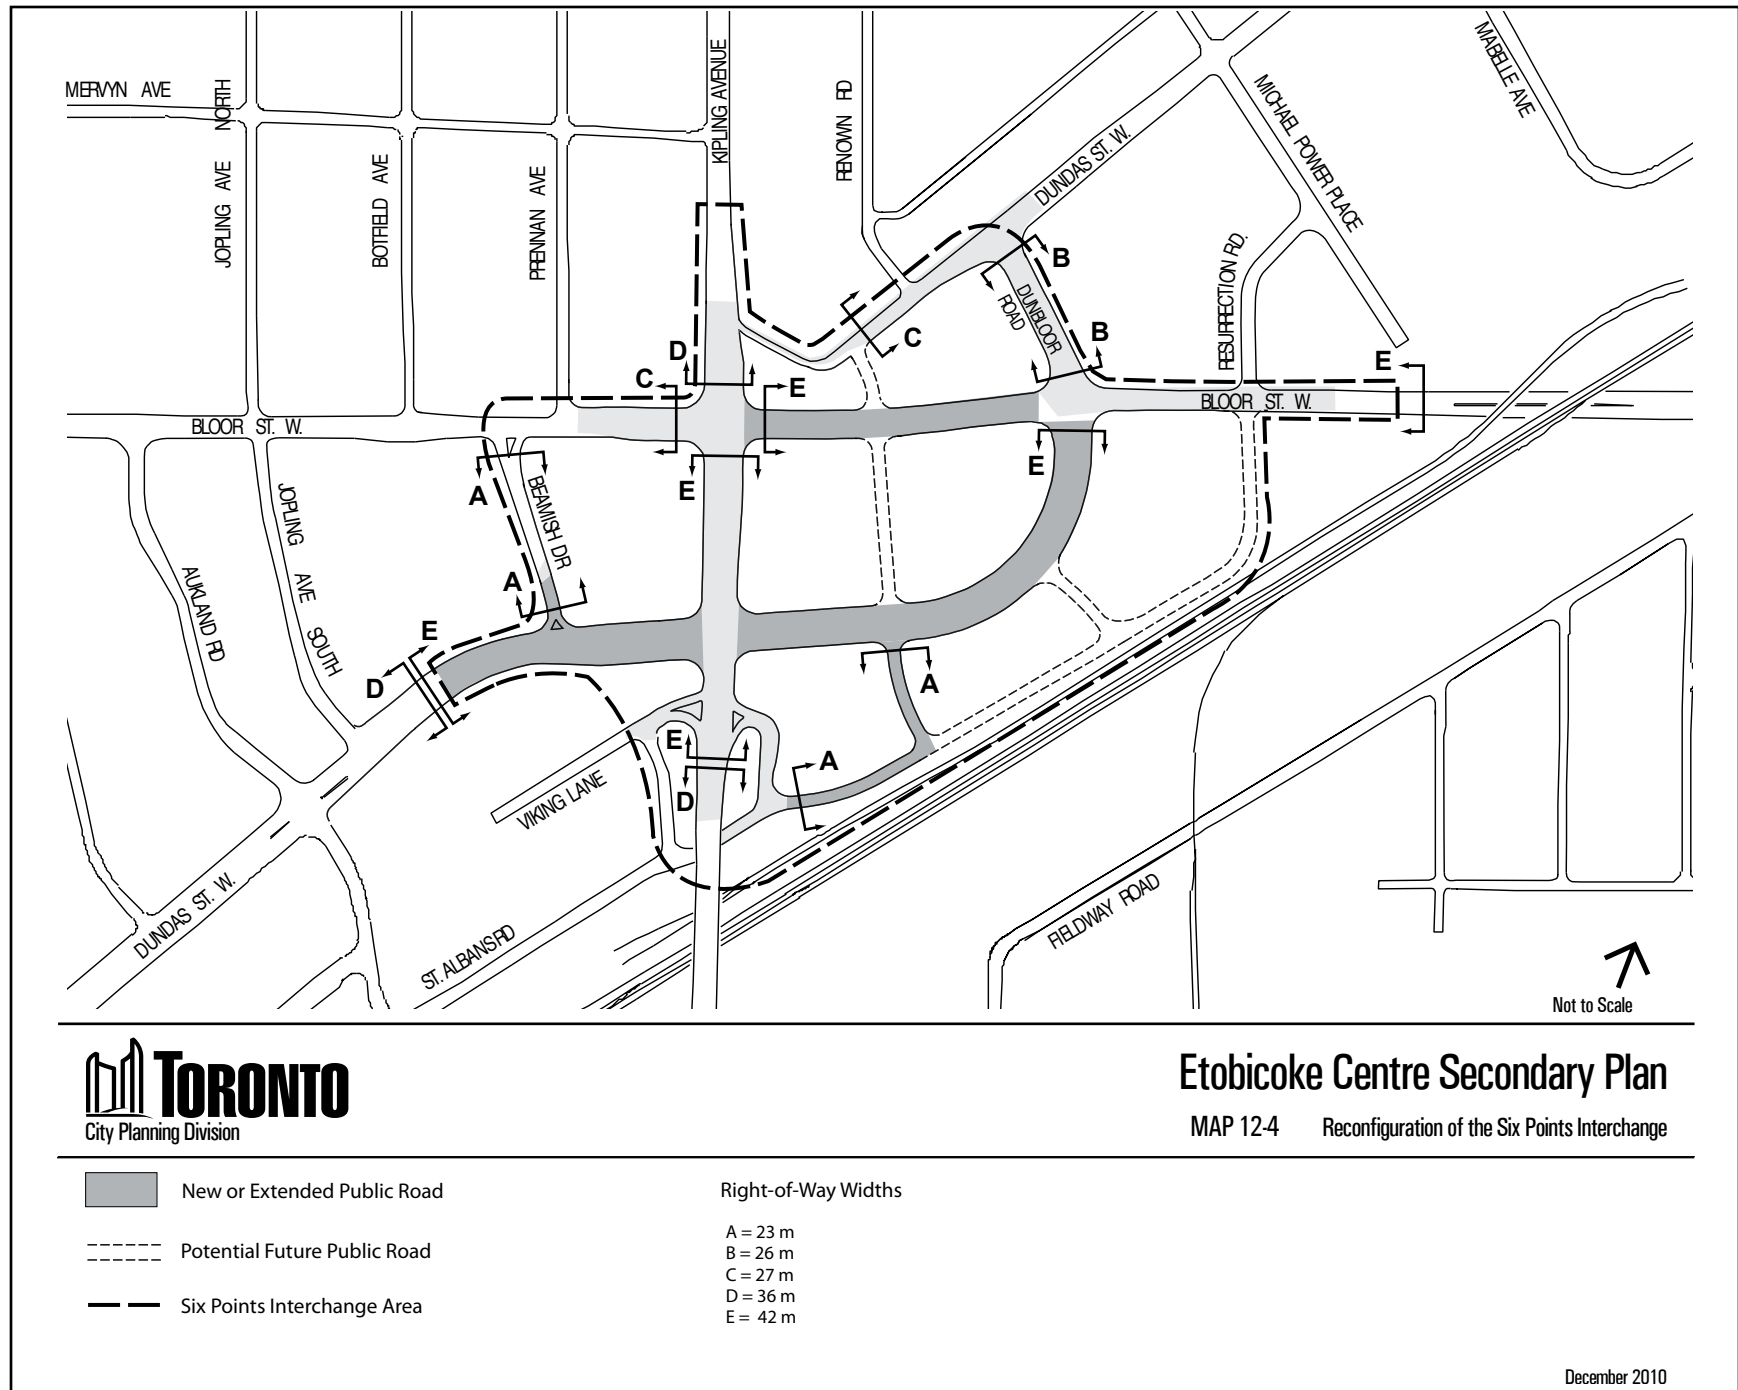 MERVYN AVE
JOPLING AVE NORTH
BOTFIELD AVE
PRENNAN AVE
KIPLING AVENUE
RENOWN RD
DUNDAS ST. W.
MICHAEL POWER PLACE
MABELLE AVE
RESURRECTION RD.
DUNBLOOR
ROAD
B
B
C
D
C
E
E
BLOOR ST. W.
BLOOR ST. W.
E
E
A
BEAMISH DR
A
JOPLING AVE SOUTH
AUKLAND RD
E
D
A
E
A
D
VIKING LANE
DUNDAS ST. W.
ST. ALBANS RD
FIELDWAY ROAD
Not to Scale
TORONTO
City Planning Division
Etobicoke Centre Secondary Plan
MAP 12-4 Reconfiguration of the Six Points Interchange
New or Extended Public Road
Potential Future Public Road
Six Points Interchange Area
Right-of-Way Widths
A = 23 m
B = 26 m
C = 27 m
D = 36 m
E = 42 m
December 2010